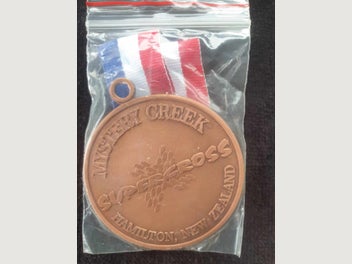 MYSTERY CREEK
SUPERCROSS
HAMILTON, NEW ZEALAND